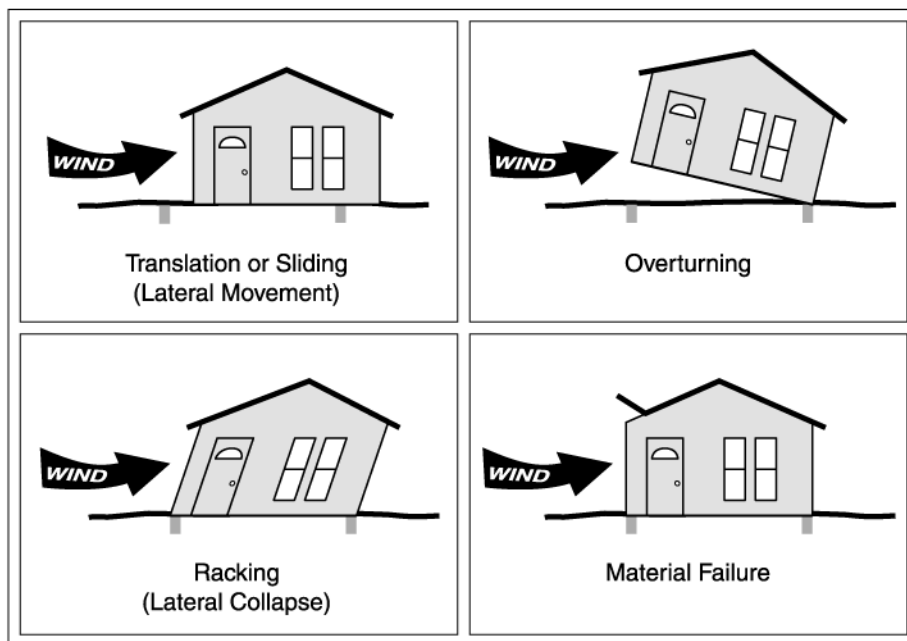 WIND
Translation or Sliding
(Lateral Movement)
WIND
Overturning
WIND
Racking
(Lateral Collapse)
WIND
Material Failure